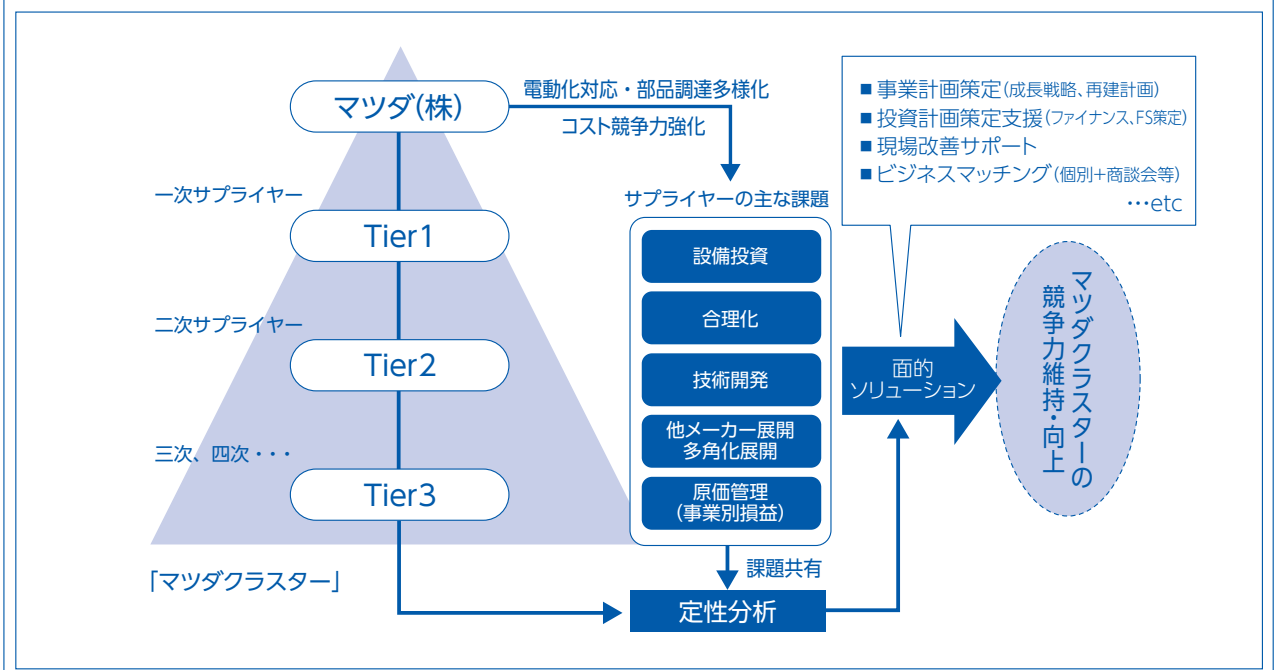 マツダ(株)
電動化対応・部品調達多様化
コスト競争力強化
一次サプライヤー
Tier1
二次サプライヤー
Tier2
三次、四次・・・
Tier3
「マツダクラスター」
サプライヤーの主な課題
設備投資
合理化
技術開発
他メーカー展開
多角化展開
原価管理
(事業別損益)
課題共有
定性分析
■ 事業計画策定(成長戦略、再建計画)
■ 投資計画策定支援(ファイナンス、FS策定)
■ 現場改善サポート
■ ビジネスマッチング(個別+商談会等)
…etc
面的
ソリューション
マツダクラスターの
競争力維持・向上